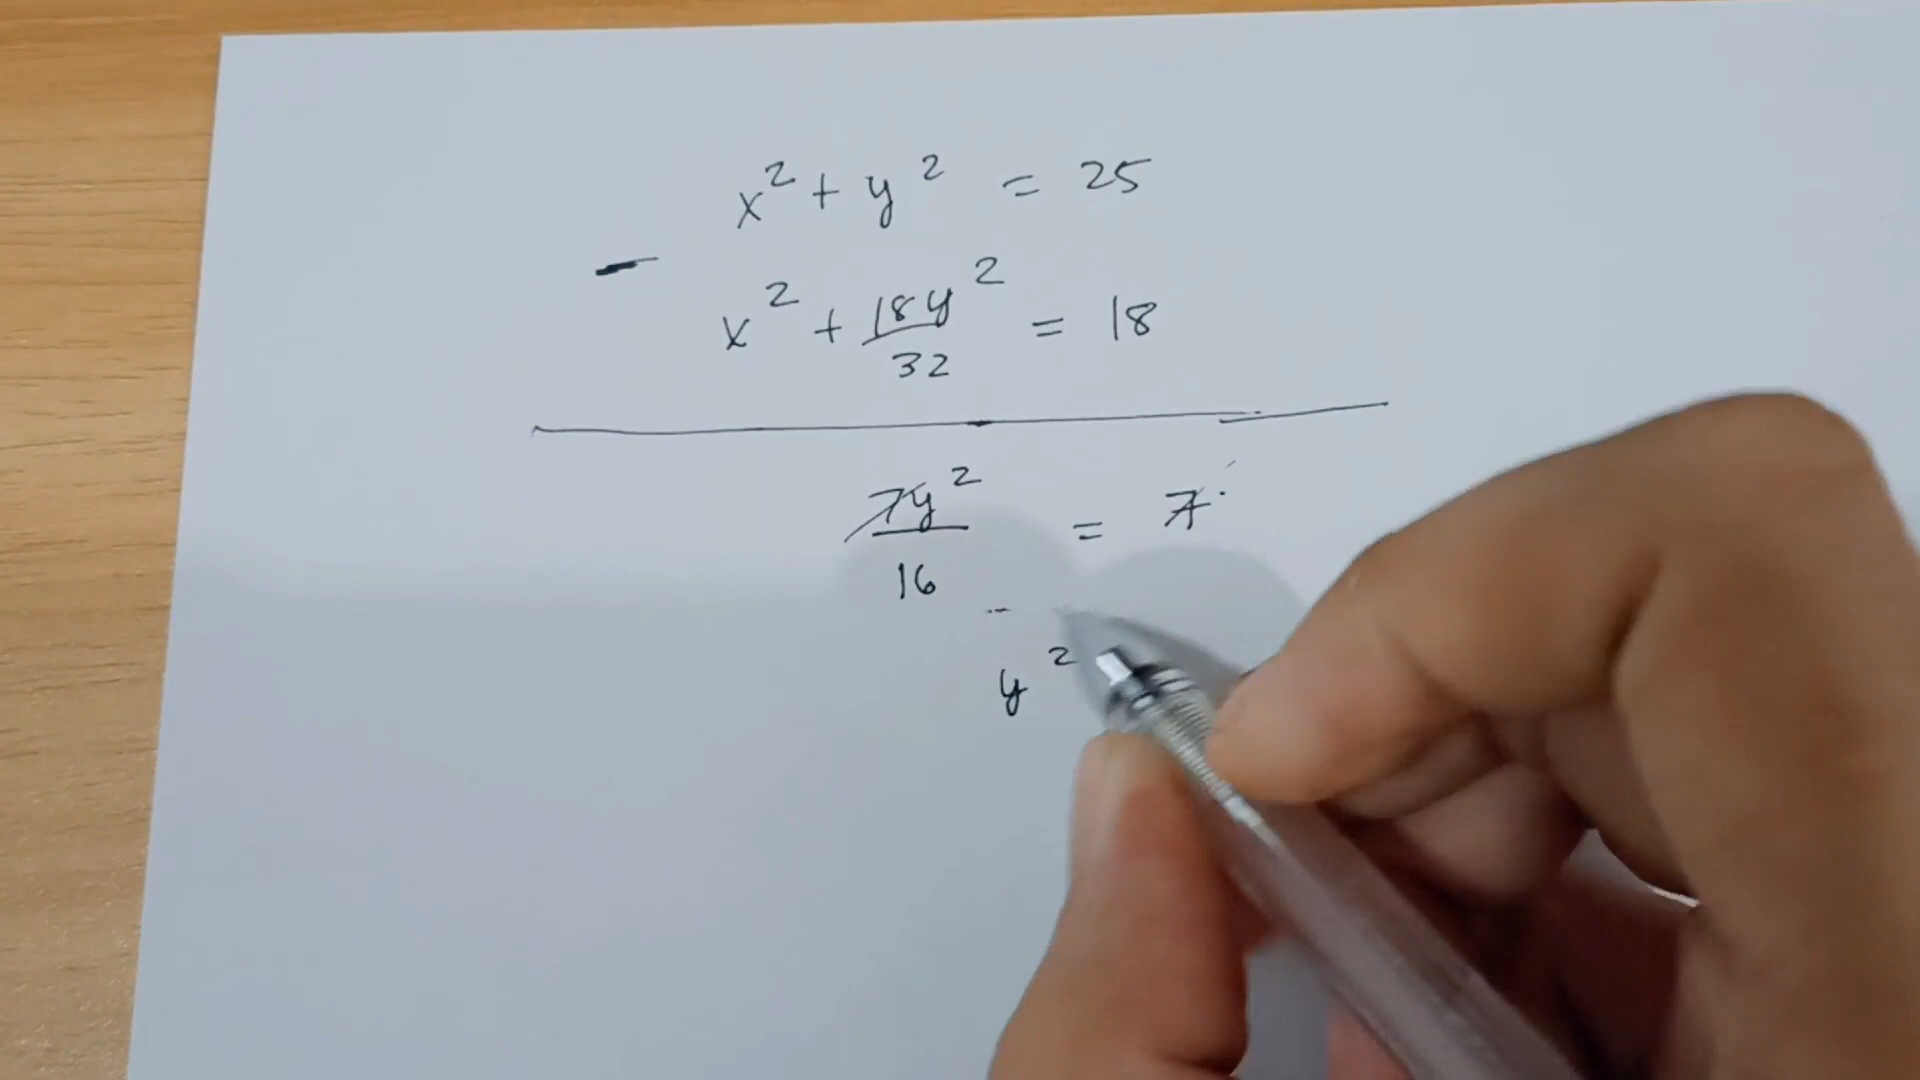 x² + y² = 25
−
x² + 18y²/32 = 18
7y²/16 = 7
y²